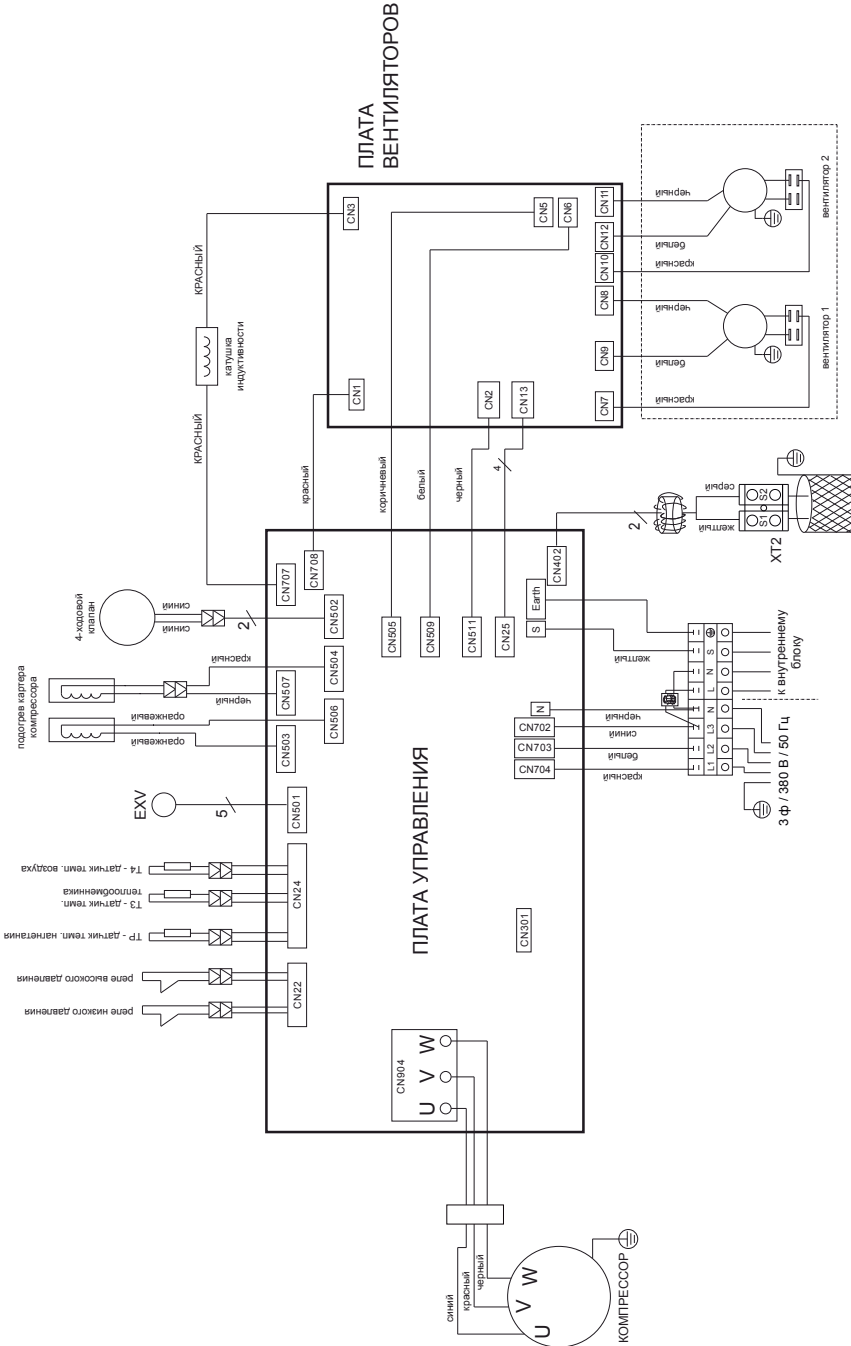 ПЛАТА
ВЕНТИЛЯТОРОВ
КРАСНЫЙ
катушка
индуктивности
КРАСНЫЙ
CN3
CN1
CN5
CN6
CN2
CN13
CN11
CN12
CN10
CN8
CN9
CN7
черный
белый
красный
черный
белый
красный
вентилятор 2
вентилятор 1
красный
коричневый
белый
черный
4
4-ходовой
клапан
синий
синий
2
подогрев картера
компрессора
красный
черный
оранжевый
оранжевый
EXV
5
T4 - датчик темп. воздуха
T3 - датчик темп.
теплообменника
TP - датчик темп. нагнетания
реле высокого давления
реле низкого давления
CN707
CN708
CN502
CN504
CN507
CN506
CN503
CN501
CN24
CN22
ПЛАТА УПРАВЛЕНИЯ
CN505
CN509
CN511
CN25
CN402
Earth
S
N
CN702
CN703
CN704
CN301
CN904
U V W
желтый
черный
синий
белый
красный
L1
L2
L3
N
L
N
S
к внутреннему
блоку
3 ф / 380 В / 50 Гц
2
серый
желтый
S1
S2
XT2
синий
красный
черный
U V W
КОМПРЕССОР